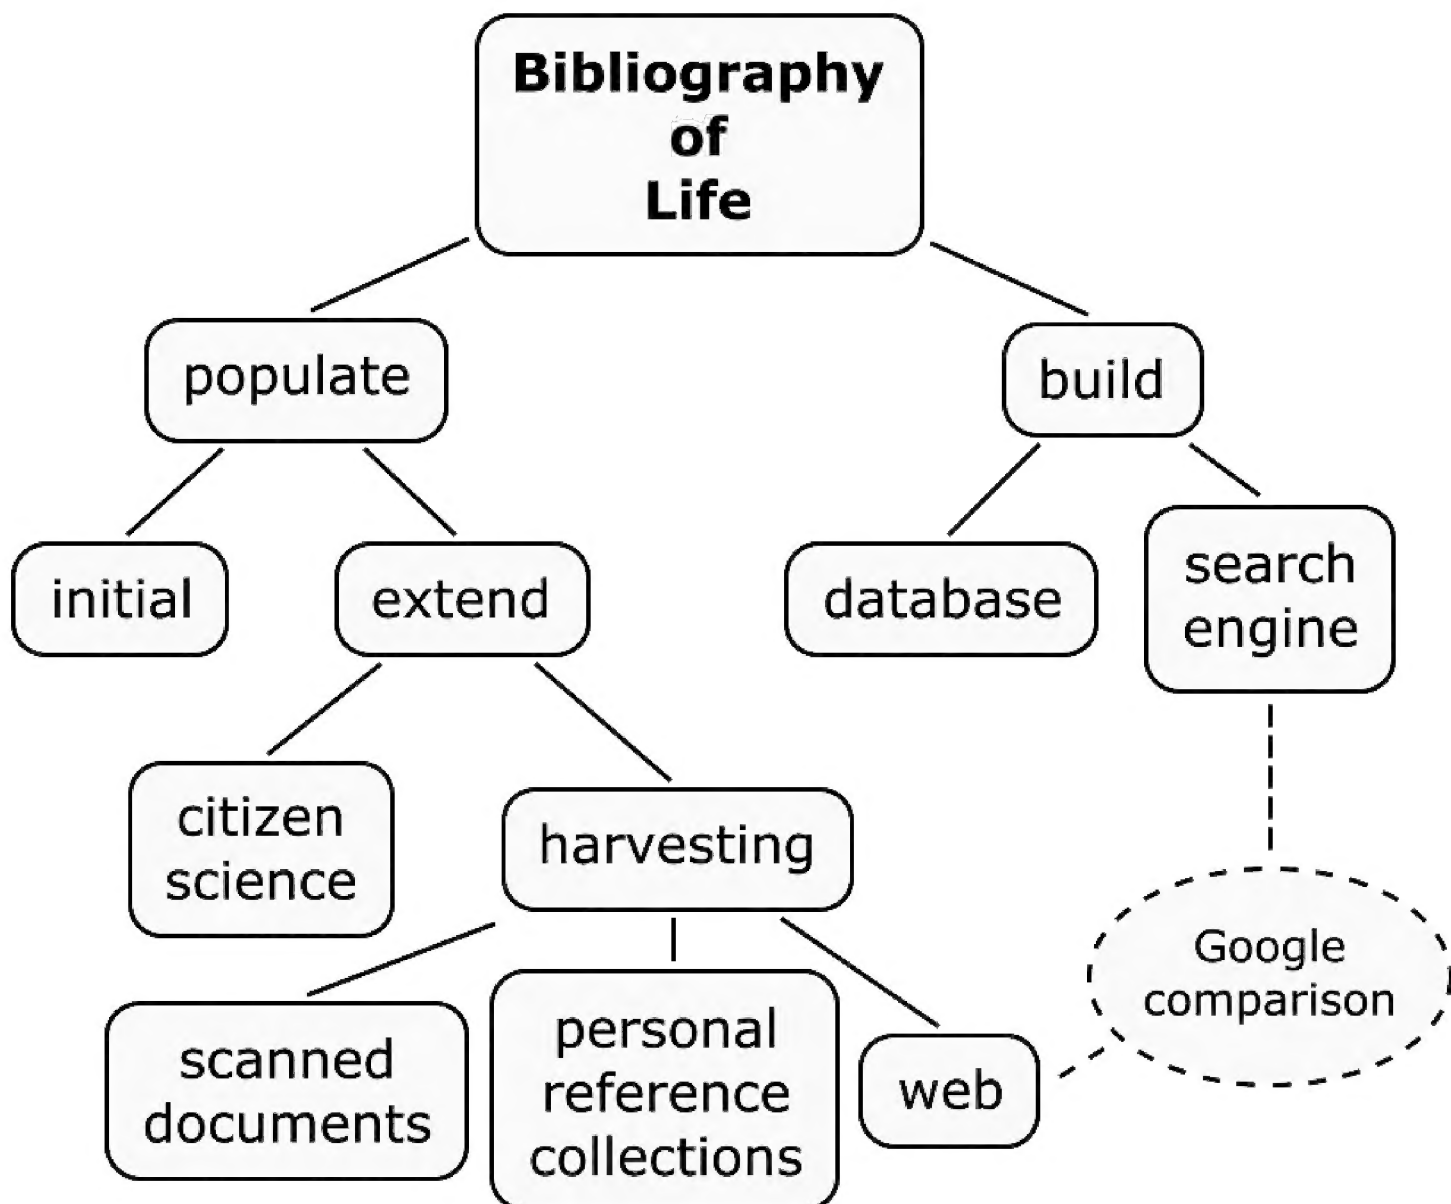 Bibliography
of
Life
populate
build
initial
extend
database
search
engine
citizen
science
harvesting
Google
comparison
scanned
documents
personal
reference
collections
web